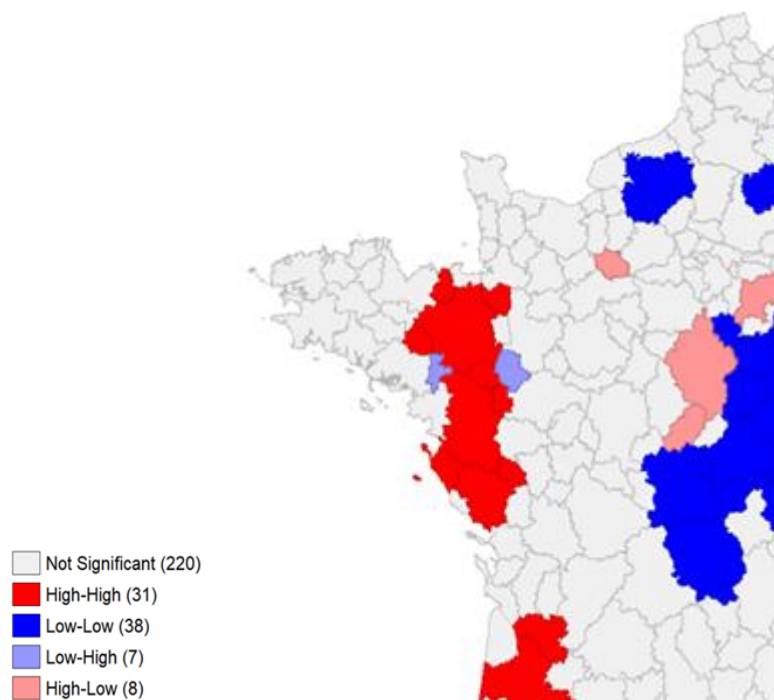 Not Significant (220)
High-High (31)
Low-Low (38)
Low-High (7)
High-Low (8)